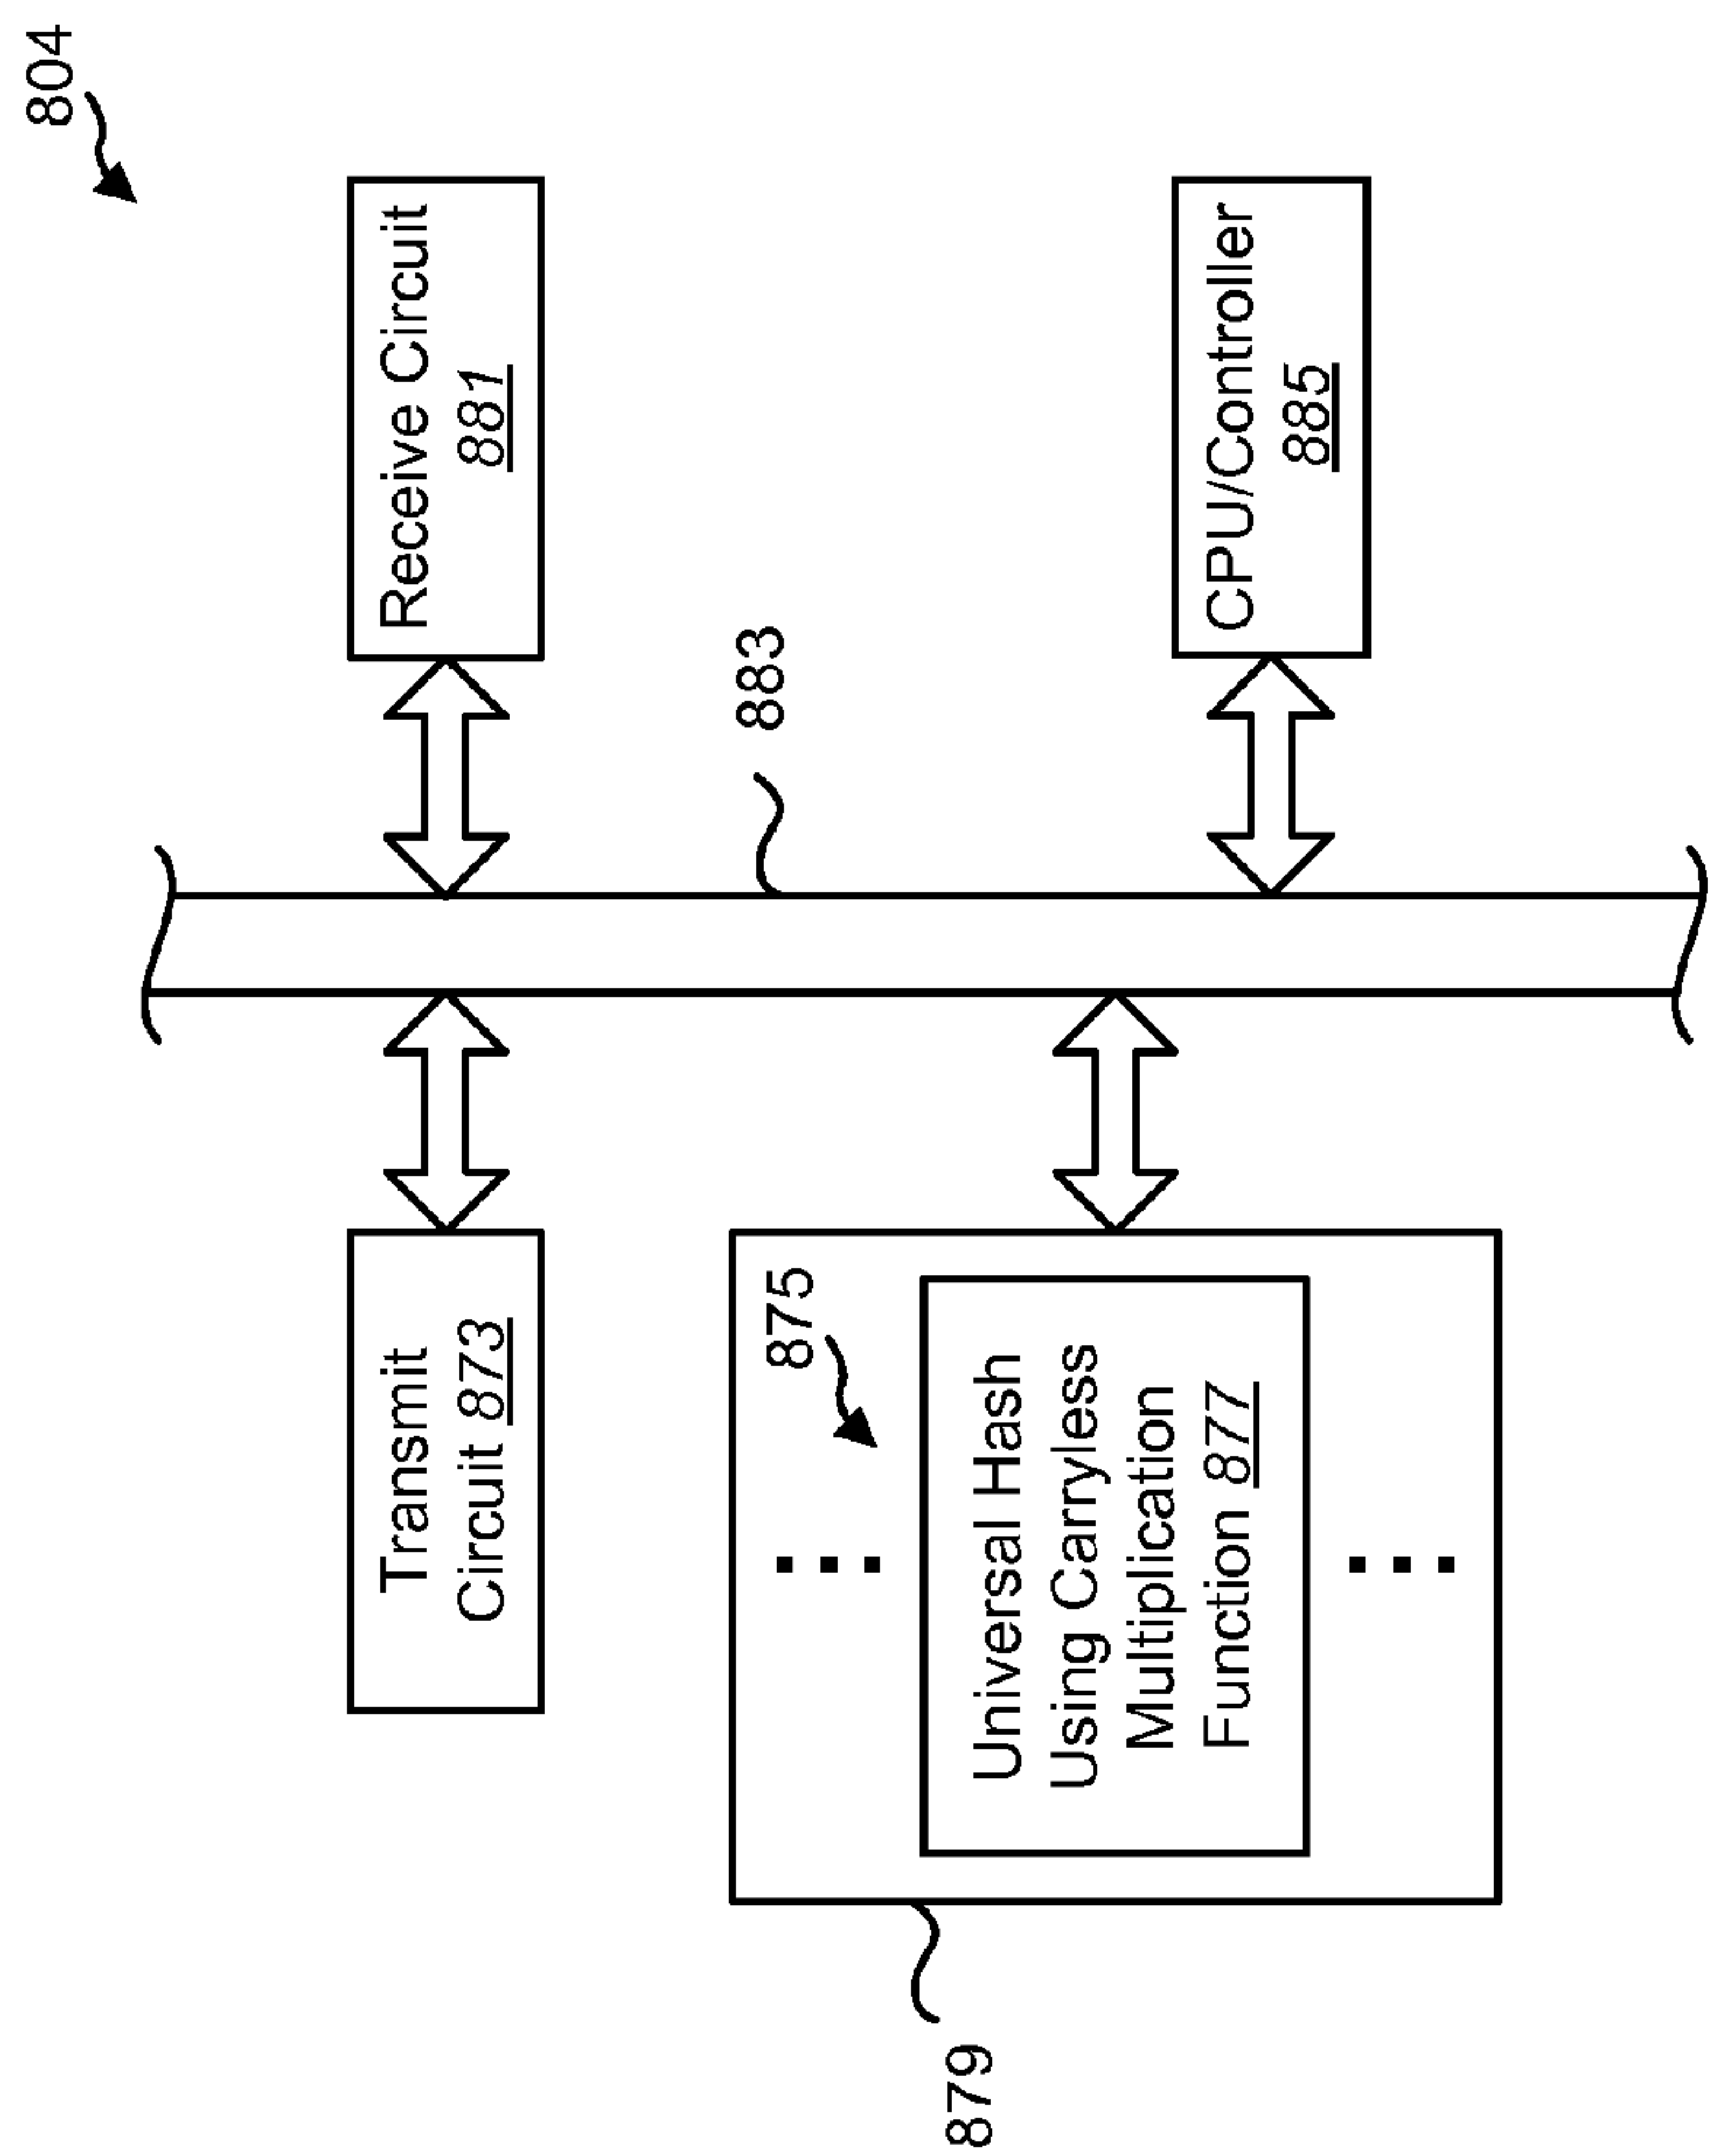 804
Receive Circuit
881
CPU/Controller
885
883
Transmit
Circuit 873
875
Universal Hash
Using Carryless
Multiplication
Function 877
879